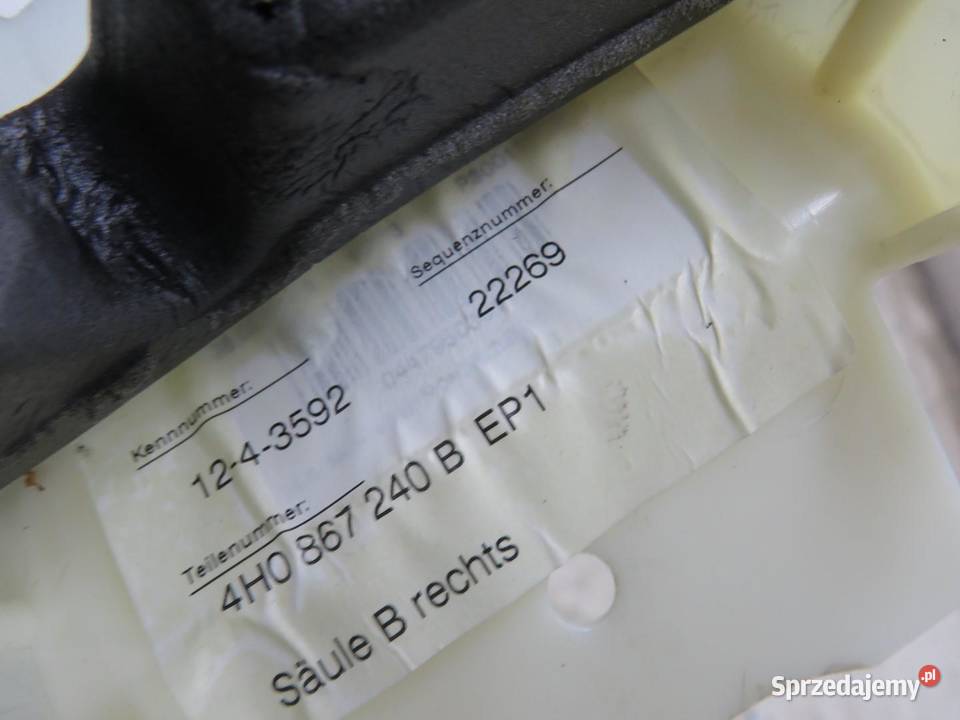 Sequenznummer:
22269
Kennnummer:
12-4-3592
Teilenummer:
4H0 867 240 B EP1
Säule B rechts
Sprzedajemy.pl